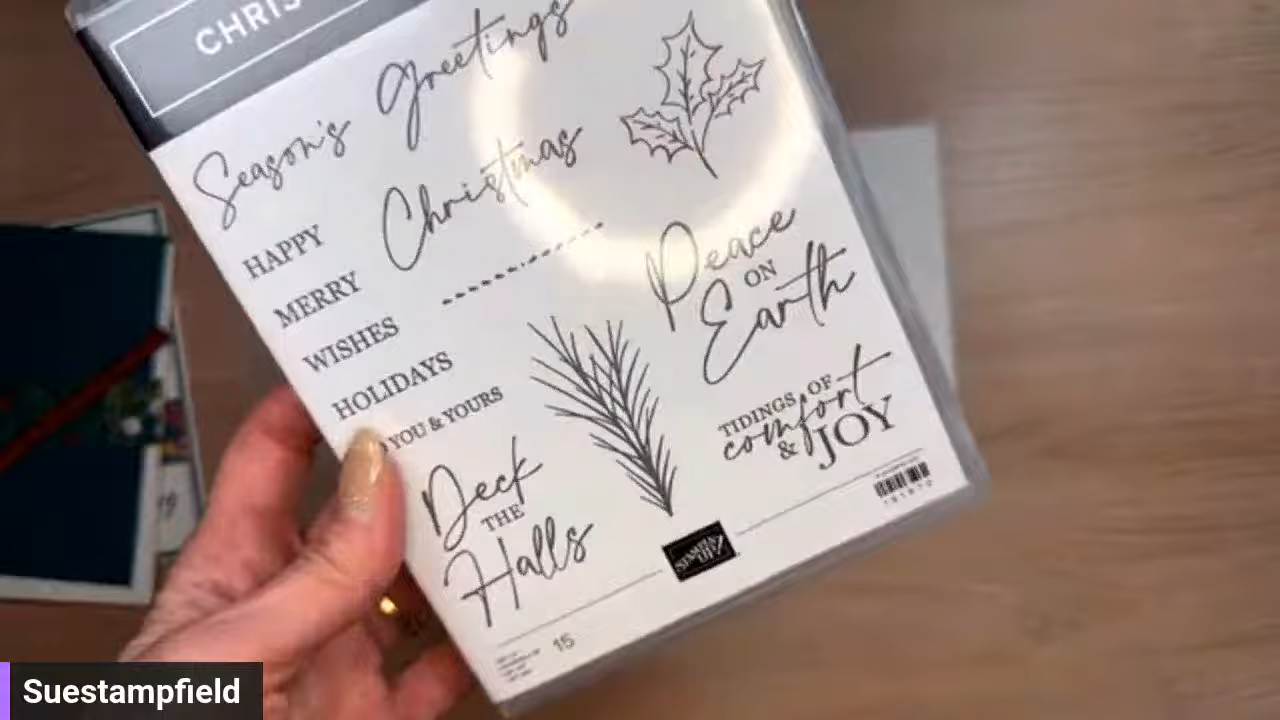 CHRIS
Season's Greetings
HAPPY
Christmas
MERRY
WISHES
HOLIDAYS
YOU & YOURS
Deck
THE
Halls
Peace
ON
Earth
TIDINGS OF
comfort
& JOY
STAMPIN' UP!
15
Suestampfield